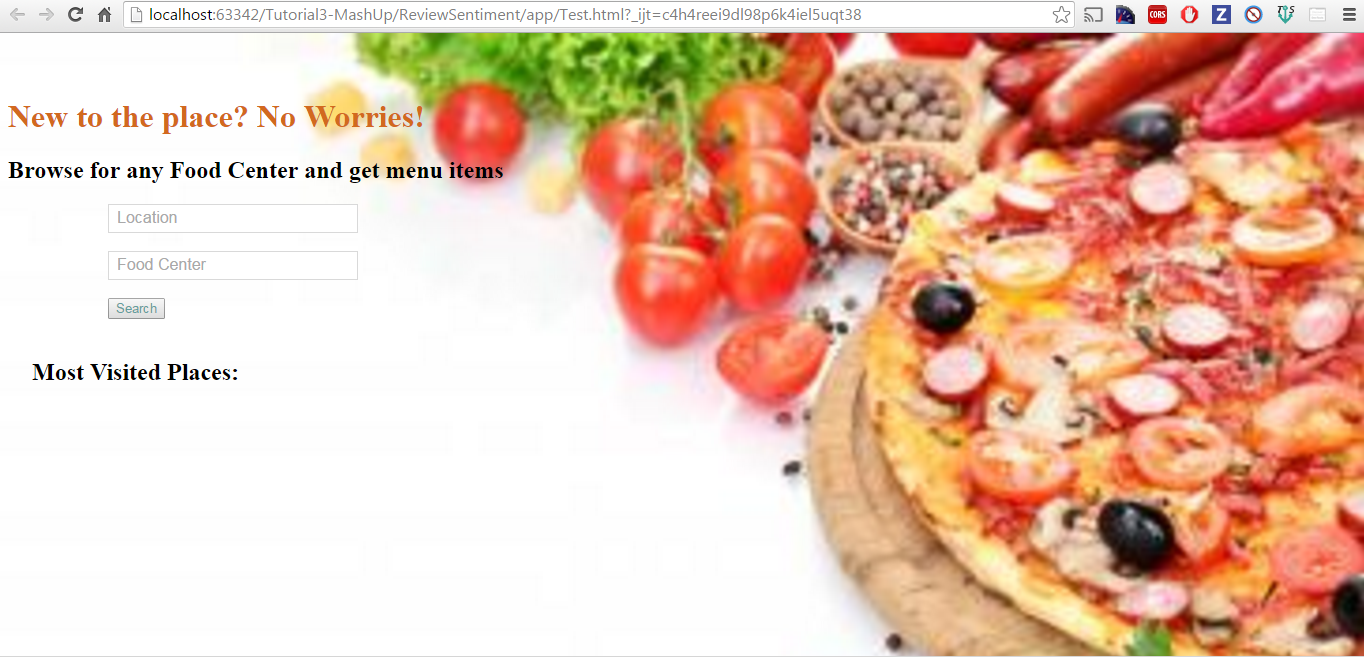 localhost:63342/Tutorial3-MashUp/ReviewSentiment/app/Test.html?_ijt=c4h4reei9dl98p6k4iel5uqt38
CORS
Z
New to the place? No Worries!
Browse for any Food Center and get menu items
Location
Food Center
Search
Most Visited Places: